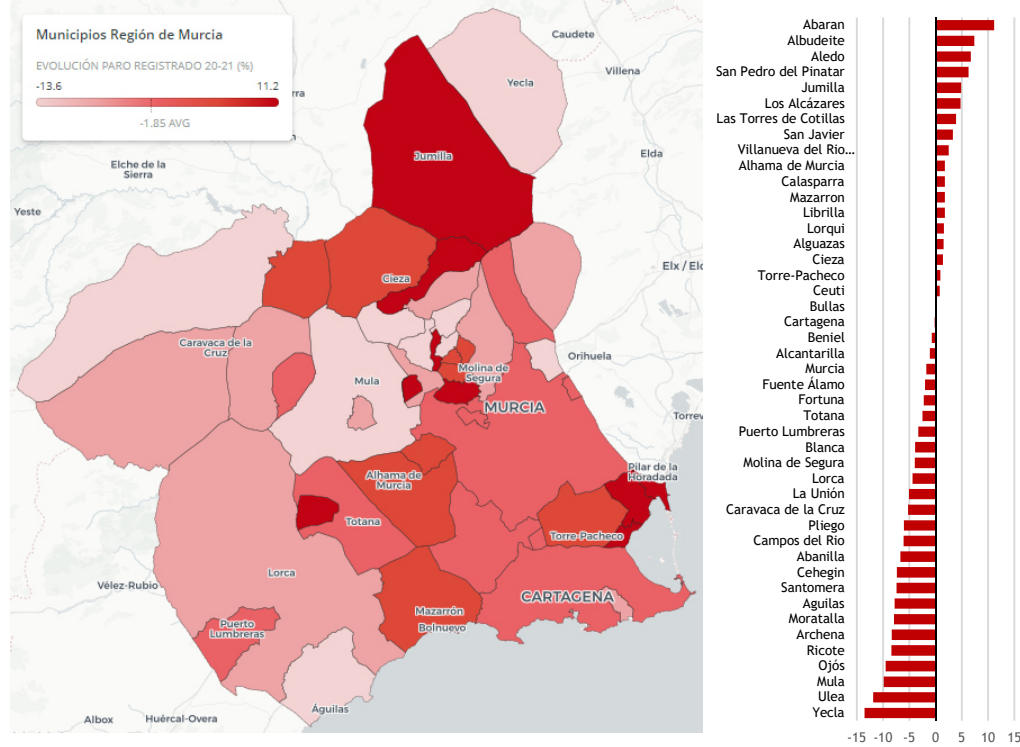 Municipios Región de Murcia
EVOLUCIÓN PARO REGISTRADO 20-21 (%)
-13.6
11.2
-1.85 AVG
Caudete
Villena
Yecla
Elda
Jumilla
Elche de la
Sierra
Yeste
Cieza
Caravaca de la
Cruz
Orihuela
Mula
Molina de
Segura
MURCIA
Pilar de la
Horadada
Alhama de
Murcia
Totana
Torre-Pacheco
Lorca
Vélez-Rubio
CARTAGENA
Mazarrón
Bolnuevo
Puerto
Lumbreras
Águilas
Albox
Huércal-Overa
Abaran
Albudeite
Aledo
San Pedro del Pinatar
Jumilla
Los Alcázares
Las Torres de Cotillas
San Javier
Villanueva del Rio...
Alhama de Murcia
Calasparra
Mazarron
Librilla
Lorqui
Alguazas
Cieza
Torre-Pacheco
Ceuti
Bullas
Cartagena
Beniel
Alcantarilla
Murcia
Fuente Álamo
Fortuna
Totana
Puerto Lumbreras
Blanca
Molina de Segura
Lorca
La Unión
Caravaca de la Cruz
Pliego
Campos del Rio
Abanilla
Cehegin
Santomera
Aguilas
Moratalla
Archena
Ricote
Ojós
Mula
Ulea
Yecla
-15 -10 -5 0 5 10 15